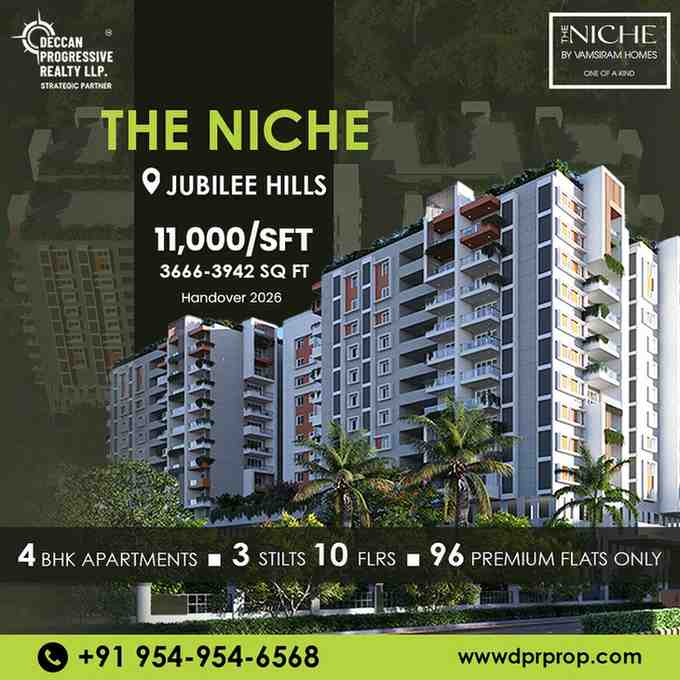 DECCAN
PROGRESSIVE
REALTY LLP.
STRATEGIC PARTNER
®
THE NICHE
BY VAMSIRAM HOMES
ONE OF A KIND
THE NICHE
JUBILEE HILLS
11,000/SFT
3666-3942 SQ FT
Handover 2026
4 BHK APARTMENTS ■ 3 STILTS 10 FLRS ■ 96 PREMIUM FLATS ONLY
+91 954-954-6568
wwwdprprop.com